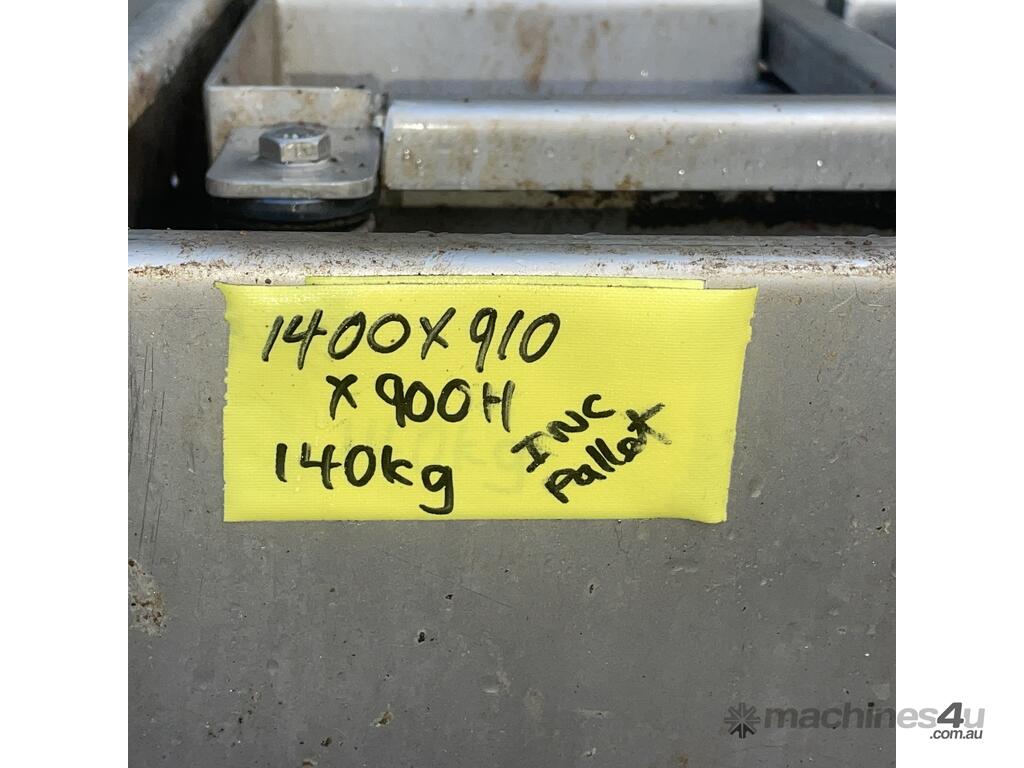 1400X910
X 900H
140kg
INC
Pallet
machines4u
.com.au